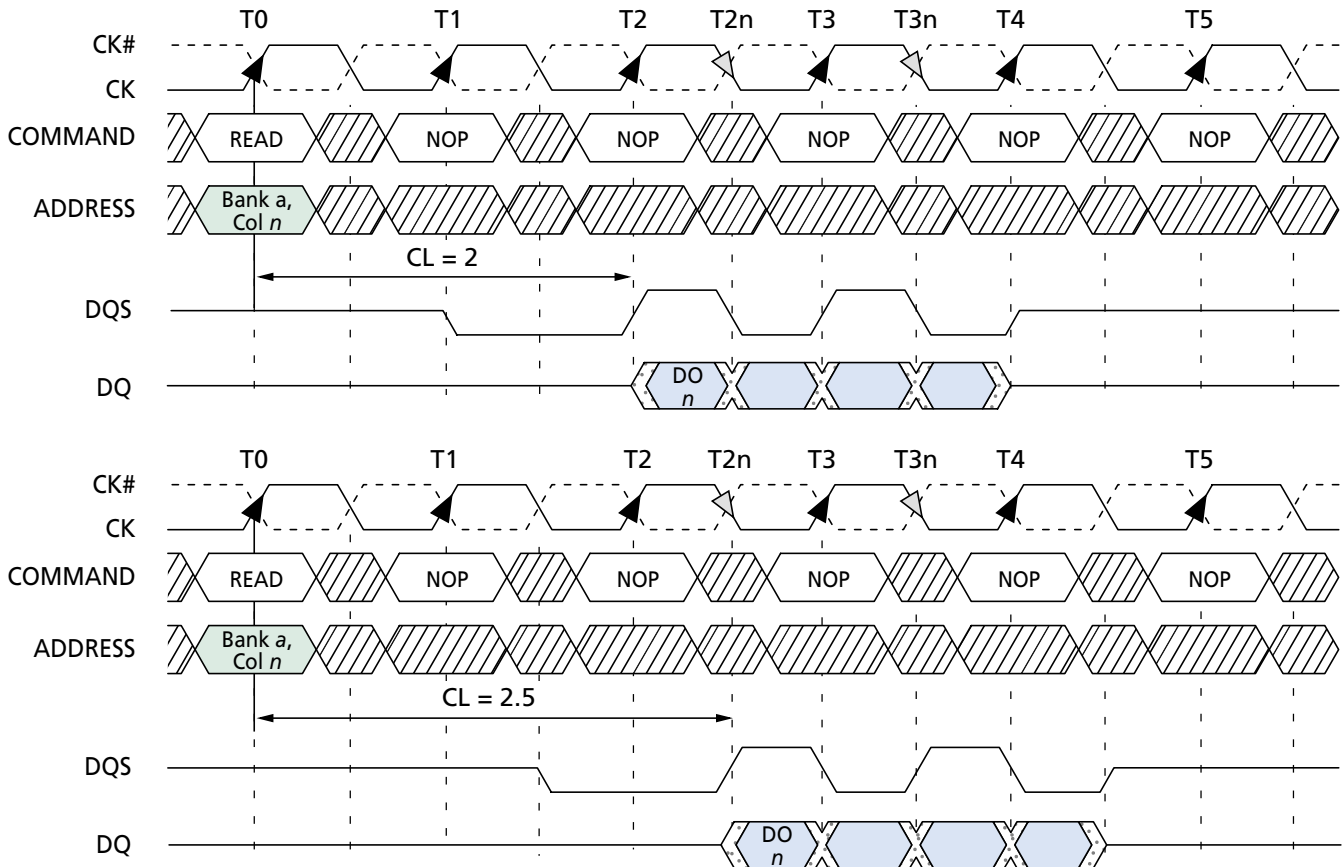 T0 T1 T2 T2n T3 T3n T4 T5
CK#
CK
COMMAND READ NOP NOP NOP NOP NOP
ADDRESS Bank a,
Col n
CL = 2
DQS
DQ DO
n
T0 T1 T2 T2n T3 T3n T4 T5
CK#
CK
COMMAND READ NOP NOP NOP NOP NOP
ADDRESS Bank a,
Col n
CL = 2.5
DQS
DQ DO
n